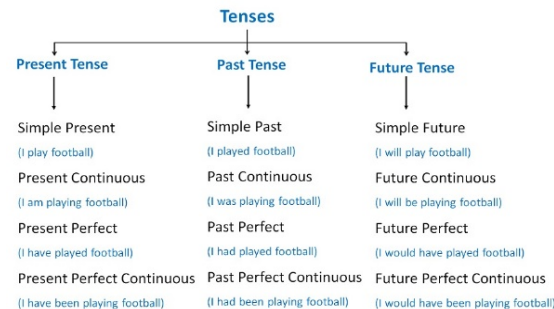 Tenses
Present Tense
Past Tense
Future Tense
Simple Present
(I play football)
Present Continuous
(I am playing football)
Present Perfect
(I have played football)
Present Perfect Continuous
(I have been playing football)
Simple Past
(I played football)
Past Continuous
(I was playing football)
Past Perfect
(I had played football)
Past Perfect Continuous
(I had been playing football)
Simple Future
(I will play football)
Future Continuous
(I will be playing football)
Future Perfect
(I would have played football)
Future Perfect Continuous
(I would have been playing football)